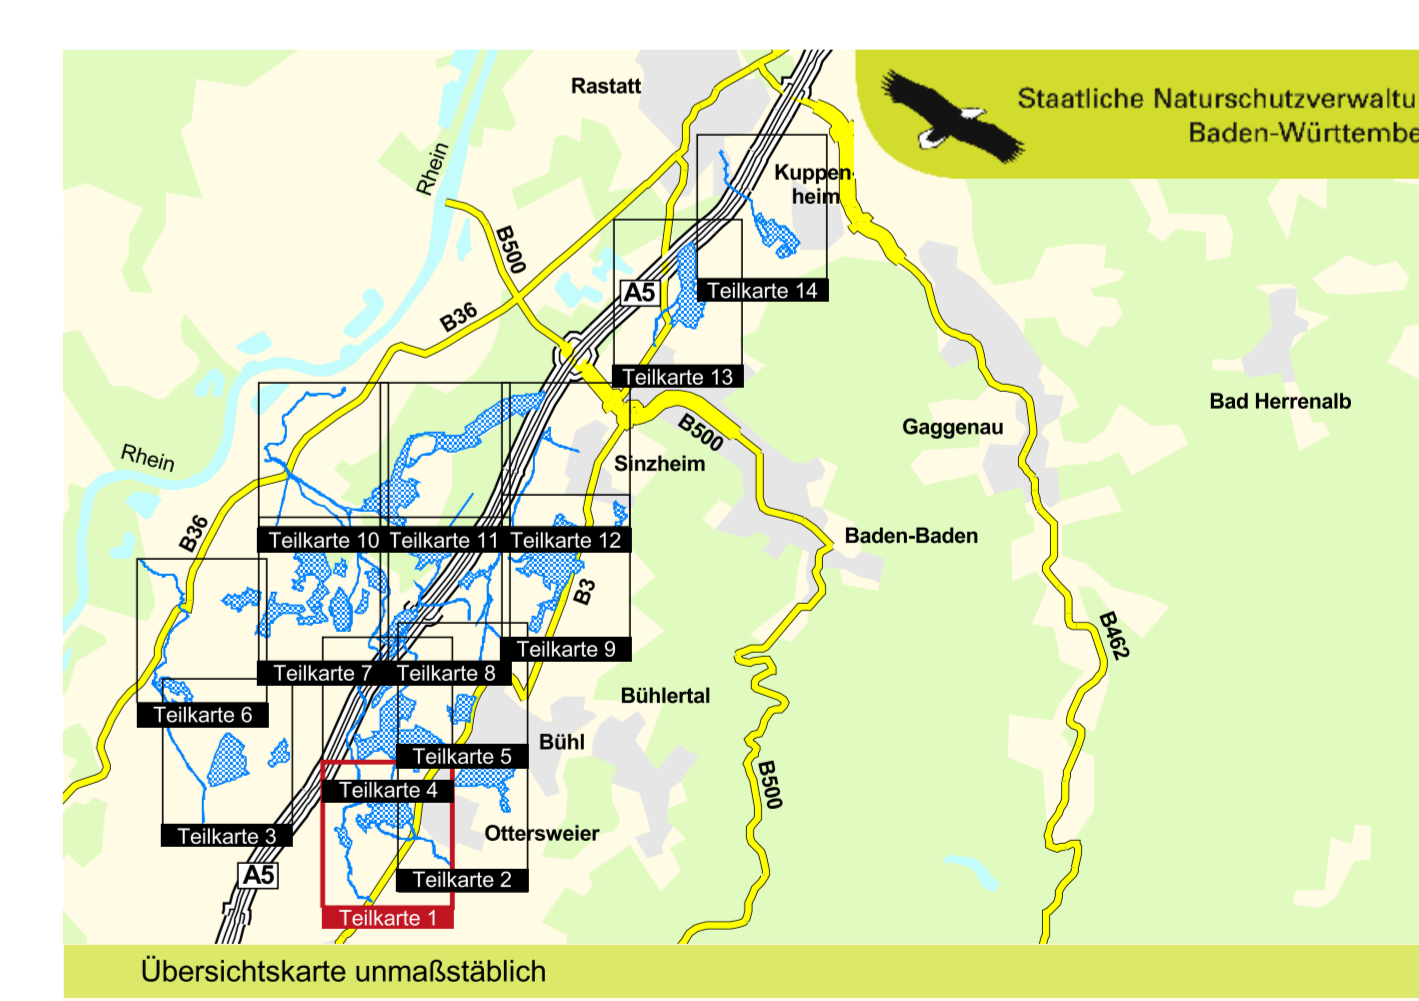 Rastatt
Staatliche Naturschutzverwaltu
Baden-Württembe
Rhein
Kuppen-
heim
B500
A5
Teilkarte 14
B36
Teilkarte 13
Bad Herrenalb
Gaggenau
B500
Rhein
Sinzheim
B36
Teilkarte 10
Teilkarte 11
Teilkarte 12
Baden-Baden
B3
B462
Teilkarte 9
Teilkarte 7
Teilkarte 8
Bühlertal
Teilkarte 6
Bühl
Teilkarte 5
B500
Teilkarte 4
Teilkarte 3
Ottersweier
A5
Teilkarte 2
Teilkarte 1
Übersichtskarte unmaßstäblich